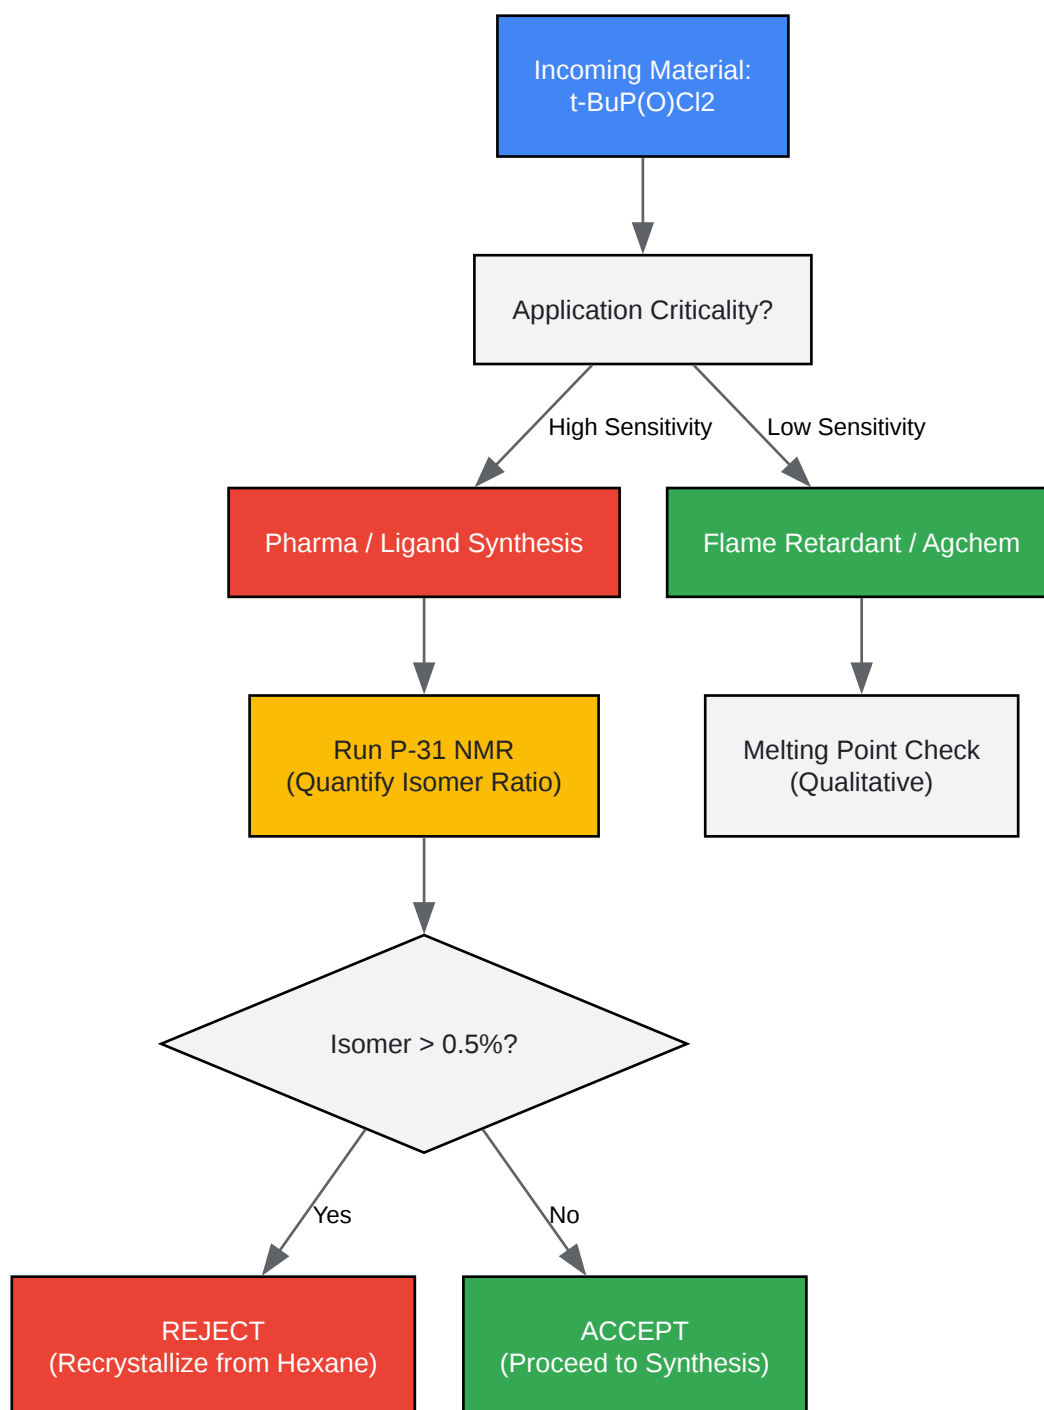 Incoming Material:
t-BuP(O)Cl2
Application Criticality?
High Sensitivity
Low Sensitivity
Pharma / Ligand Synthesis
Flame Retardant / Agchem
Run P-31 NMR
(Quantify Isomer Ratio)
Melting Point Check
(Qualitative)
Isomer > 0.5%?
Yes
No
REJECT
(Recrystallize from Hexane)
ACCEPT
(Proceed to Synthesis)